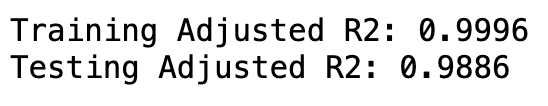 Training Adjusted R2: 0.9996
Testing Adjusted R2: 0.9886